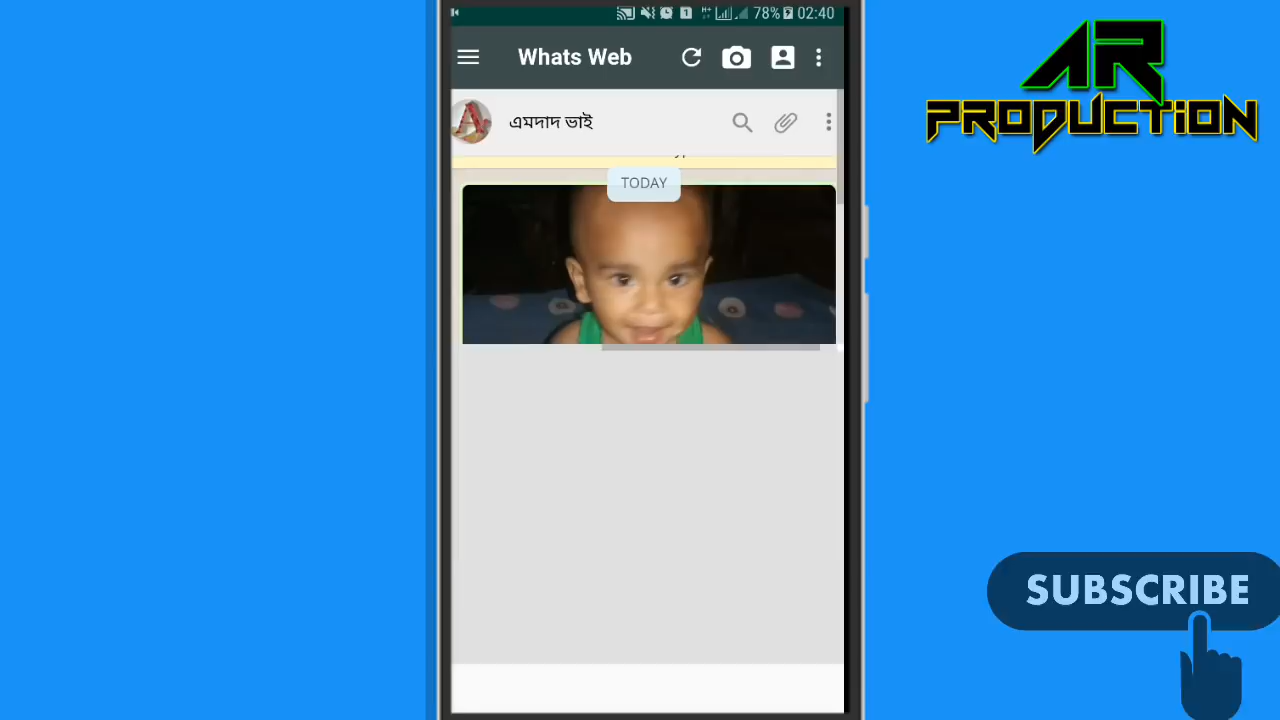 78% 02:40
Whats Web
এমদাদ ভাই
TODAY
AR
PRODUCTION
SUBSCRIBE